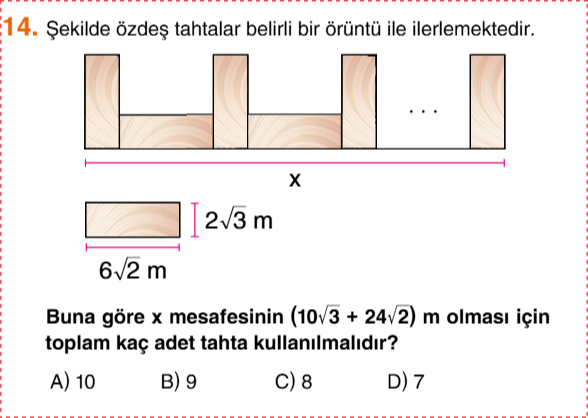 14. Şekilde özdeş tahtalar belirli bir örüntü ile ilerlemektedir.
. . .
x
2√3 m
6√2 m
Buna göre x mesafesinin (10√3 + 24√2) m olması için
toplam kaç adet tahta kullanılmalıdır?
A) 10 B) 9 C) 8 D) 7